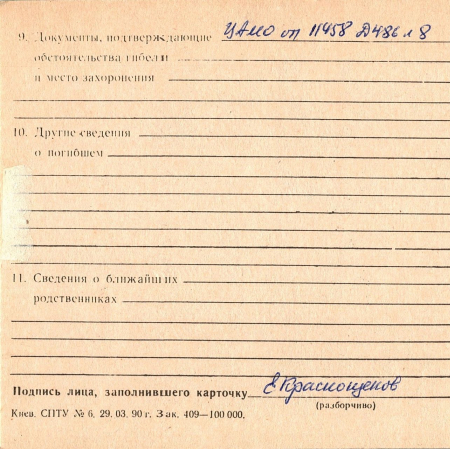 9. Документы, подтверждающие ЦАМО оп 11458 Д486 л 8
обстоятельства гибели
и место захоронения
10. Другие сведения
о погибшем
11. Сведения о ближайших
родственниках
Подпись лица, заполнившего карточку Е Краснощеков
(разборчиво)
Киев. СПТУ № 6. 29. 03. 90 г. Зак. 409—100 000.